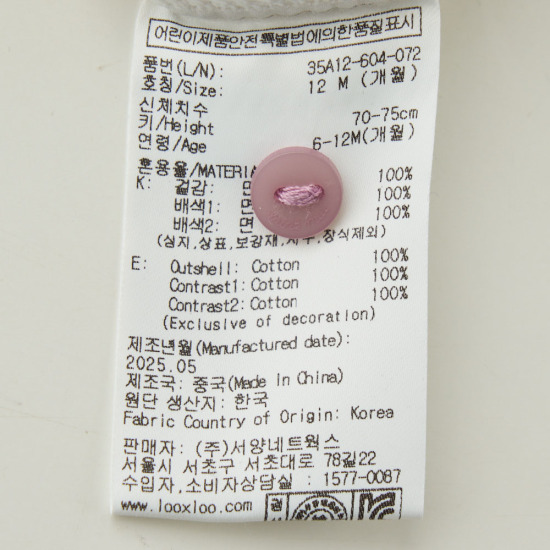 어린이제품안전특별법에의한품질표시
품번(L/N): 35A12-604-072
호칭/Size: 12 M (개월)
신체치수
키/Height 70-75cm
연령/Age 6-12M(개월)
혼용율/MATERIA
K: 겉감: 면 100%
배색1: 면 100%
배색2: 면 100%
(심지,상표,보강재,자수,장식제외)
E: Outshell: Cotton 100%
Contrast1: Cotton 100%
Contrast2: Cotton 100%
(Exclusive of decoration)
제조년월(Manufactured date):
2025.05
제조국: 중국(Made in China)
원단 생산지: 한국
Fabric Country of Origin: Korea
판매자: (주)서양네트웍스
서울시 서초구 서초대로 78길22
수입자,소비자상담실 : 1577-0087
www.looxloo.com